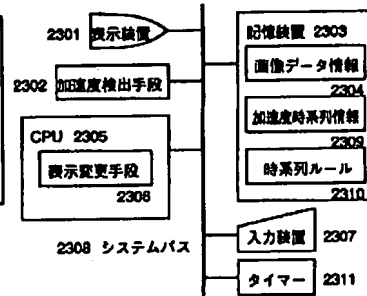 2301 表示装置
2302 加速度検出手段
CPU 2305
表示変更手段
2306
2308 システムバス
記憶装置 2303
画像データ情報
2304
加速度時系列情報
2309
時系列ルール
2310
入力装置 2307
タイマー 2311